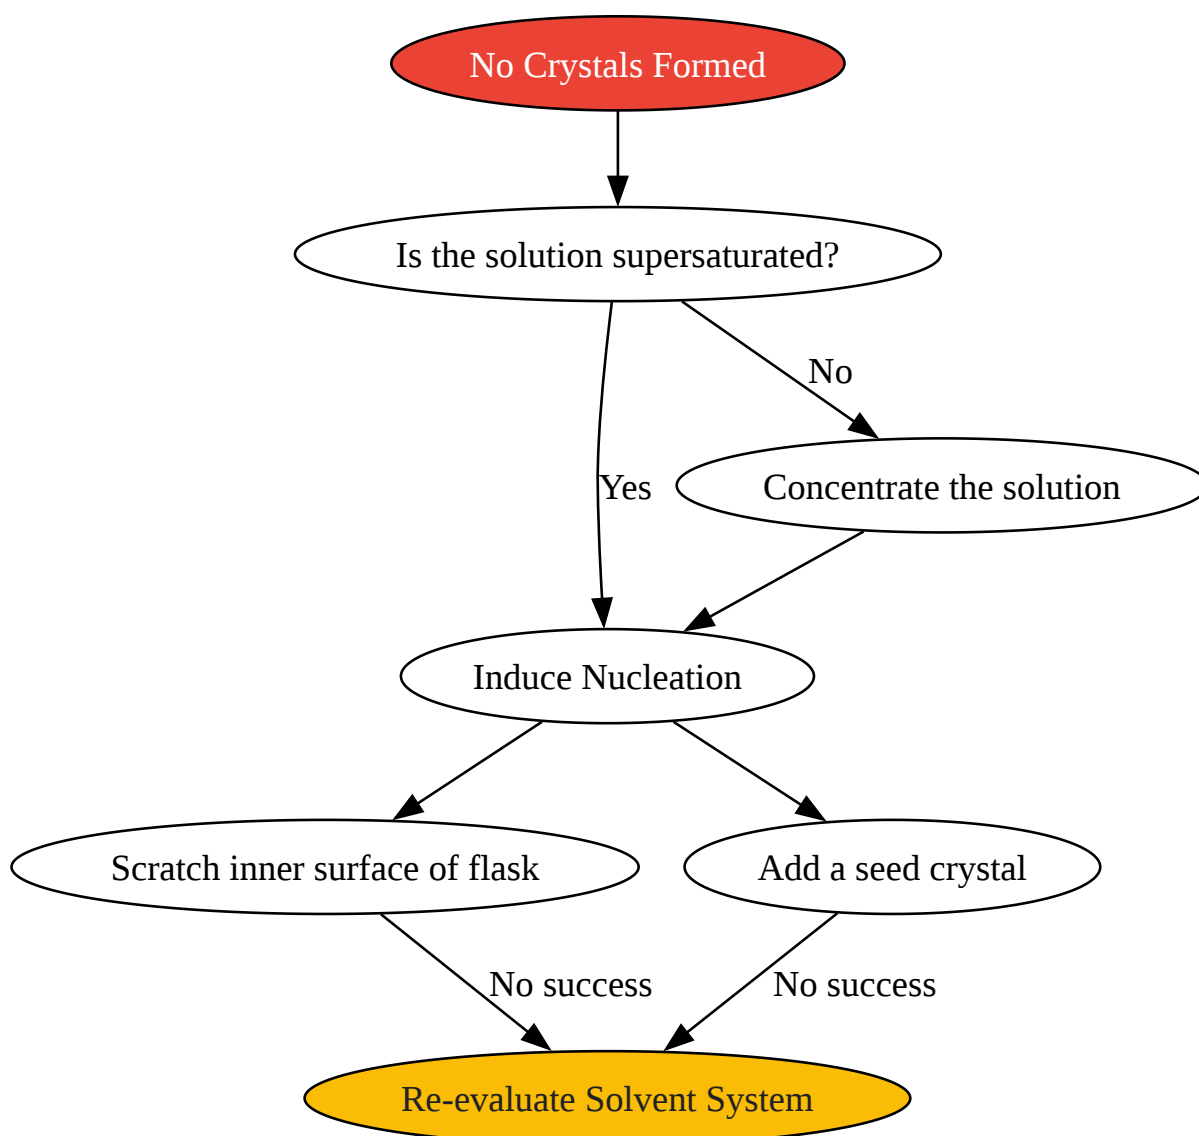 No Crystals Formed
Is the solution supersaturated?
No
Yes
Concentrate the solution
Induce Nucleation
Scratch inner surface of flask
Add a seed crystal
No success
No success
Re-evaluate Solvent System